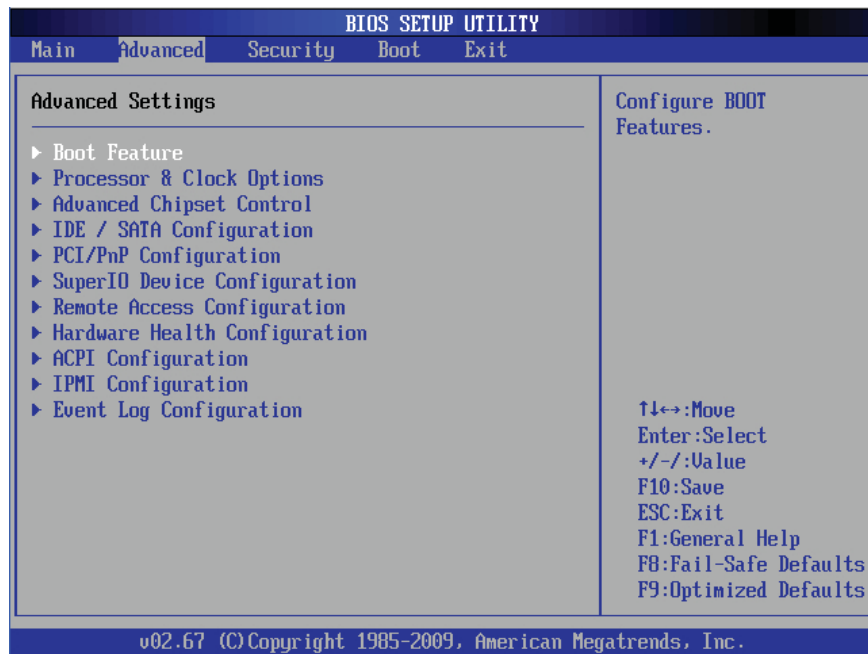 BIOS SETUP UTILITY
Main Advanced Security Boot Exit
Advanced Settings
▶ Boot Feature
▶ Processor & Clock Options
▶ Advanced Chipset Control
▶ IDE / SATA Configuration
▶ PCI/PnP Configuration
▶ SuperIO Device Configuration
▶ Remote Access Configuration
▶ Hardware Health Configuration
▶ ACPI Configuration
▶ IPMI Configuration
▶ Event Log Configuration
Configure BOOT
Features.
↑↓←→:Move
Enter:Select
+/-/:Value
F10:Save
ESC:Exit
F1:General Help
F8:Fail-Safe Defaults
F9:Optimized Defaults
v02.67 (C)Copyright 1985-2009, American Megatrends, Inc.